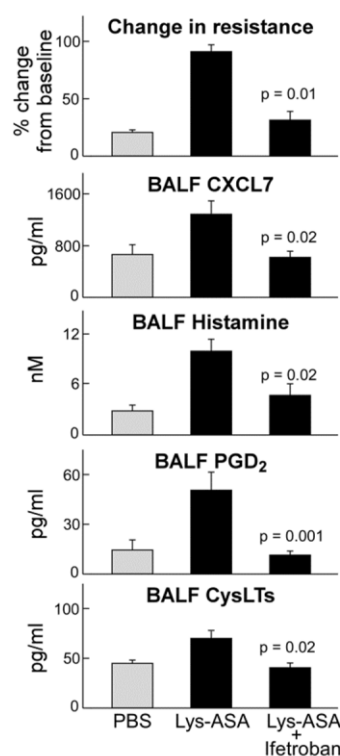 Change in resistance
% change
from baseline
100
50
0
p = 0.01
BALF CXCL7
pg/ml
1600
800
0
p = 0.02
BALF Histamine
nM
12
6
0
p = 0.02
BALF PGD₂
pg/ml
60
30
0
p = 0.001
BALF CysLTs
pg/ml
100
50
0
p = 0.02
PBS
Lys-ASA
Lys-ASA
+
Ifetroban